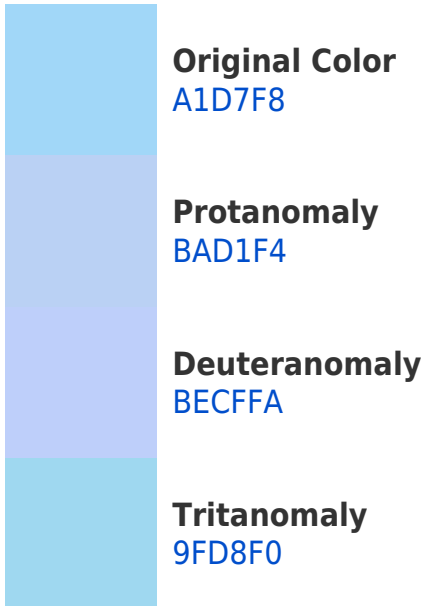 Original Color
A1D7F8
Protanomaly
BAD1F4
Deuteranomaly
BECFFA
Tritanomaly
9FD8F0